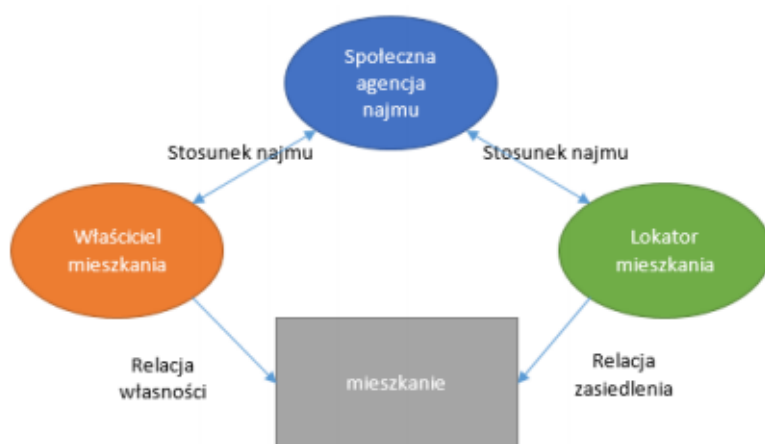 Społeczna
agencja
najmu
Stosunek najmu
Stosunek najmu
Właściciel
mieszkania
Lokator
mieszkania
Relacja
własności
mieszkanie
Relacja
zasiedlenia